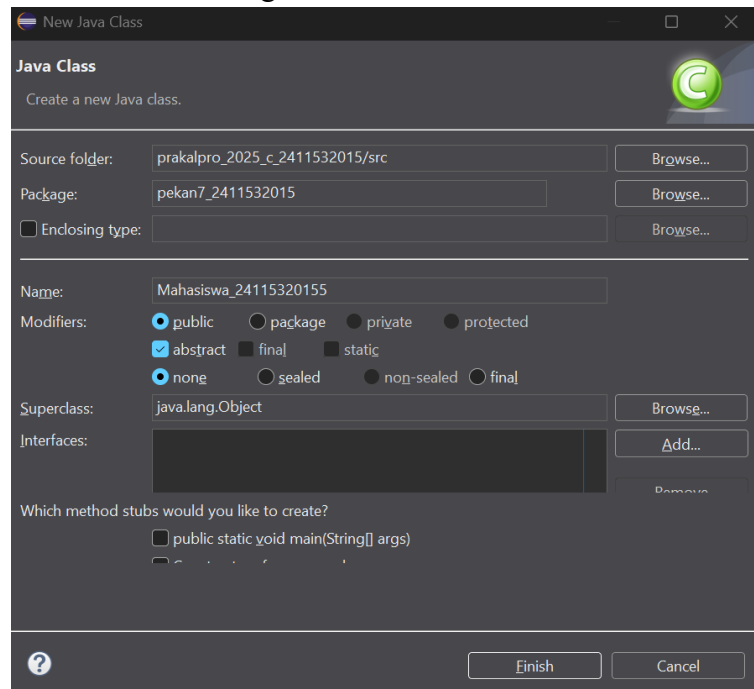 New Java Class
Java Class
Create a new Java class.
Source folder: prakalpro_2025_c_2411532015/src Browse...
Package: pekan7_2411532015 Browse...
Enclosing type: Browse...
Name: Mahasiswa_24115320155
Modifiers: public package private protected
abstract final static
none sealed non-sealed final
Superclass: java.lang.Object Browse...
Interfaces: Add...
Remove
Which method stubs would you like to create?
public static void main(String[] args)
? Finish Cancel